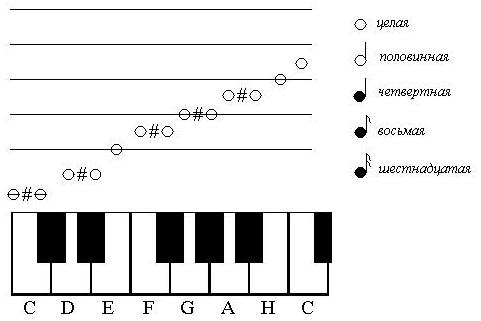 целая
половинная
четвертная
восьмая
шестнадцатая
# # # # #
C D E F G A H C